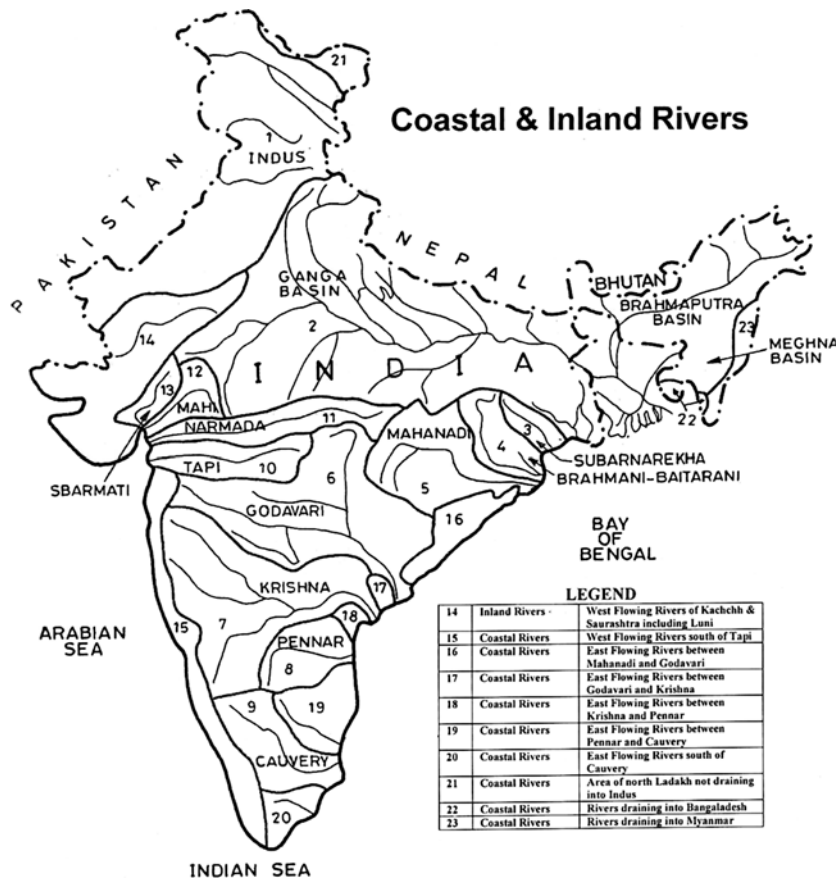 21
Coastal & Inland Rivers
1
INDUS
PAKISTAN
NEPAL
GANGA
BASIN
BHUTAN
BRAHMAPUTRA
BASIN
2
14
23
MEGHNA
BASIN
INDIA
12
13
MAHI
22
NARMADA
11
MAHANADI
3
4
SUBARNAREKHA
BRAHMANI-BAITARANI
TAPI
10
SBARMATI
6
5
GODAVARI
16
BAY
OF
BENGAL
KRISHNA
17
ARABIAN
SEA
15
7
18
PENNAR
8
9
19
CAUVERY
20
INDIAN SEA
LEGEND
14 Inland Rivers West Flowing Rivers of Kachchh &
Saurashtra including Luni
15 Coastal Rivers West Flowing Rivers south of Tapi
16 Coastal Rivers East Flowing Rivers between
Mahanadi and Godavari
17 Coastal Rivers East Flowing Rivers between
Godavari and Krishna
18 Coastal Rivers East Flowing Rivers between
Krishna and Pennar
19 Coastal Rivers East Flowing Rivers between
Pennar and Cauvery
20 Coastal Rivers East Flowing Rivers south of
Cauvery
21 Coastal Rivers Area of north Ladakh not draining
into Indus
22 Coastal Rivers Rivers draining into Bangaladesh
23 Coastal Rivers Rivers draining into Myanmar